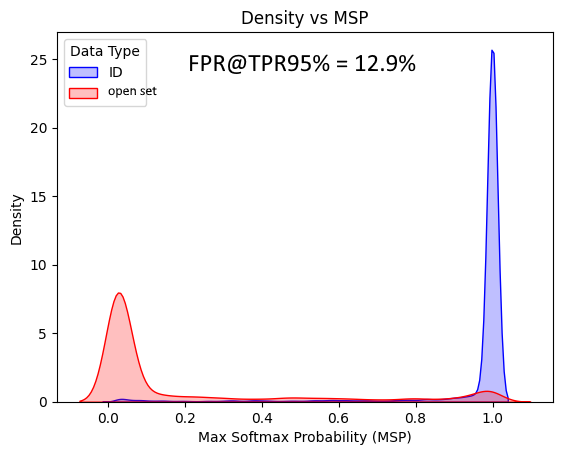 Density vs MSP
Data Type
ID
open set
FPR@TPR95% = 12.9%
25
20
15
10
5
0
Density
0.0 0.2 0.4 0.6 0.8 1.0
Max Softmax Probability (MSP)